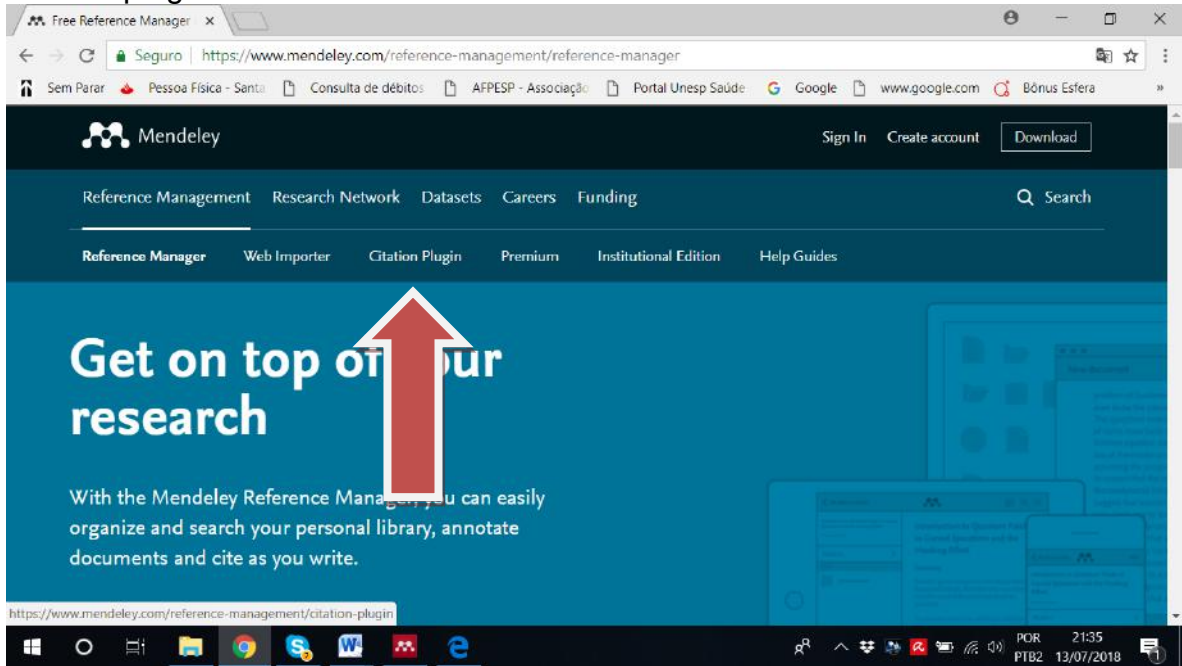 Free Reference Manager
Seguro https://www.mendeley.com/reference-management/reference-manager
Sem Parar Pessoa Física - Santa Consulta de débitos AFPESP - Associação Portal Unesp Saúde Google www.google.com Bônus Esfera »
Mendeley Sign In Create account Download
Reference Management Research Network Datasets Careers Funding Search
Reference Manager Web Importer Citation Plugin Premium Institutional Edition Help Guides
Get on top of our
research
With the Mendeley Reference Manager, you can easily
organize and search your personal library, annotate
documents and cite as you write.
https://www.mendeley.com/reference-management/citation-plugin
POR 21:35
PTB2 13/07/2018